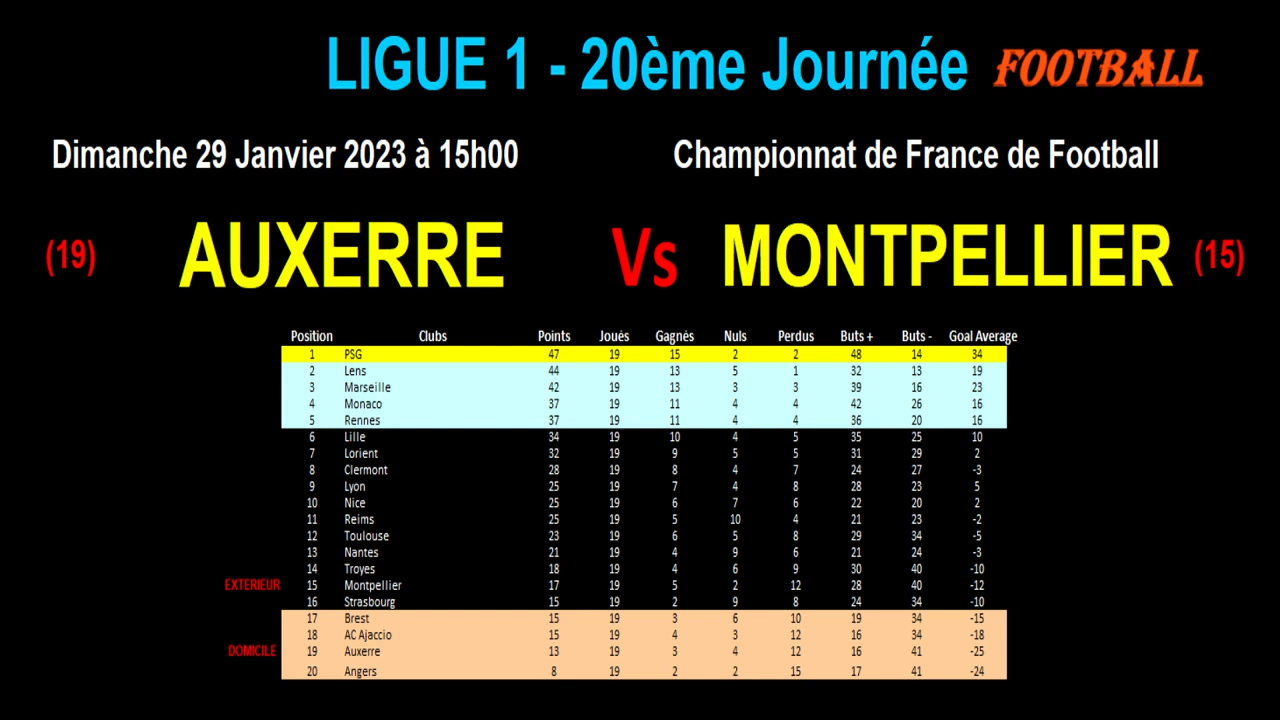 LIGUE 1 - 20ème Journée FOOTBALL
Dimanche 29 Janvier 2023 à 15h00 Championnat de France de Football
(19) AUXERRE Vs MONTPELLIER (15)
Position Clubs Points Joués Gagnés Nuls Perdus Buts + Buts - Goal Average
1 PSG 47 19 15 2 2 48 14 34
2 Lens 44 19 13 5 1 32 13 19
3 Marseille 42 19 13 3 3 39 16 23
4 Monaco 37 19 11 4 4 42 26 16
5 Rennes 37 19 11 4 4 36 20 16
6 Lille 34 19 10 4 5 35 25 10
7 Lorient 32 19 9 5 5 31 29 2
8 Clermont 28 19 8 4 7 24 27 -3
9 Lyon 25 19 7 4 8 28 23 5
10 Nice 25 19 6 7 6 22 20 2
11 Reims 25 19 5 10 4 21 23 -2
12 Toulouse 23 19 6 5 8 29 34 -5
13 Nantes 21 19 4 9 6 21 24 -3
14 Troyes 18 19 4 6 9 30 40 -10
EXTERIEUR 15 Montpellier 17 19 5 2 12 28 40 -12
16 Strasbourg 15 19 2 9 8 24 34 -10
17 Brest 15 19 3 6 10 19 34 -15
18 AC Ajaccio 15 19 4 3 12 16 34 -18
DOMICILE 19 Auxerre 13 19 3 4 12 16 41 -25
20 Angers 8 19 2 2 15 17 41 -24